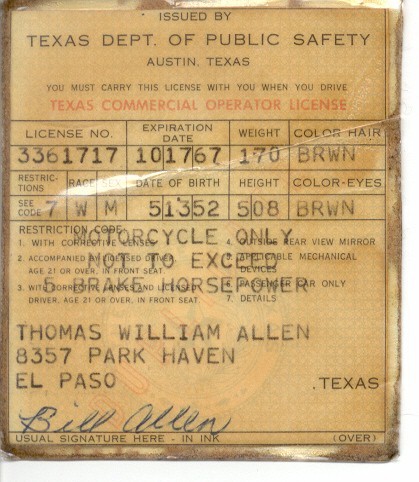 ISSUED BY
TEXAS DEPT. OF PUBLIC SAFETY
AUSTIN, TEXAS
YOU MUST CARRY THIS LICENSE WITH YOU WHEN YOU DRIVE
TEXAS COMMERCIAL OPERATOR LICENSE
LICENSE NO. EXPIRATION DATE WEIGHT COLOR HAIR
3361717 101767 170 BRWN
RESTRIC-TIONS RACE SEX DATE OF BIRTH HEIGHT COLOR-EYES
SEE CODE 7 W M 51352 508 BRWN
RESTRICTION CODE:
MOTORCYCLE ONLY
1. WITH CORRECTIVE LENSES 4. OUTSIDE REAR VIEW MIRROR
NOT TO EXCEED
2. ACCOMPANIED BY LICENSED DRIVER, AGE 21 OR OVER, IN FRONT SEAT. 5. APPLICABLE MECHANICAL DEVICES
5 BRAKE HORSEPOWER
3. WITH CORRECTIVE LENSES AND LICENSED DRIVER, AGE 21 OR OVER, IN FRONT SEAT. 6. PASSENGER CAR ONLY
7. DETAILS
THOMAS WILLIAM ALLEN
8357 PARK HAVEN
EL PASO .TEXAS
Bill Allen
USUAL SIGNATURE HERE - IN INK (OVER)